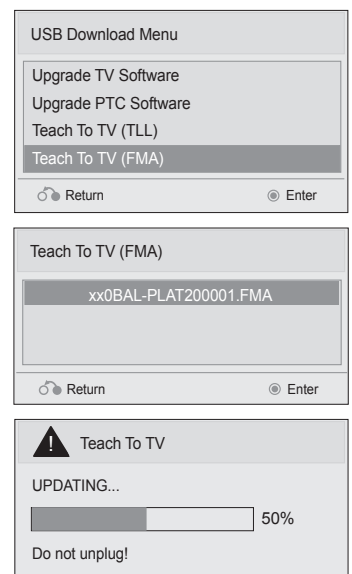 USB Download Menu
Upgrade TV Software
Upgrade PTC Software
Teach To TV (TLL)
Teach To TV (FMA)
Return Enter
Teach To TV (FMA)
xx0BAL-PLAT200001.FMA
Return Enter
! Teach To TV
UPDATING...
50%
Do not unplug!